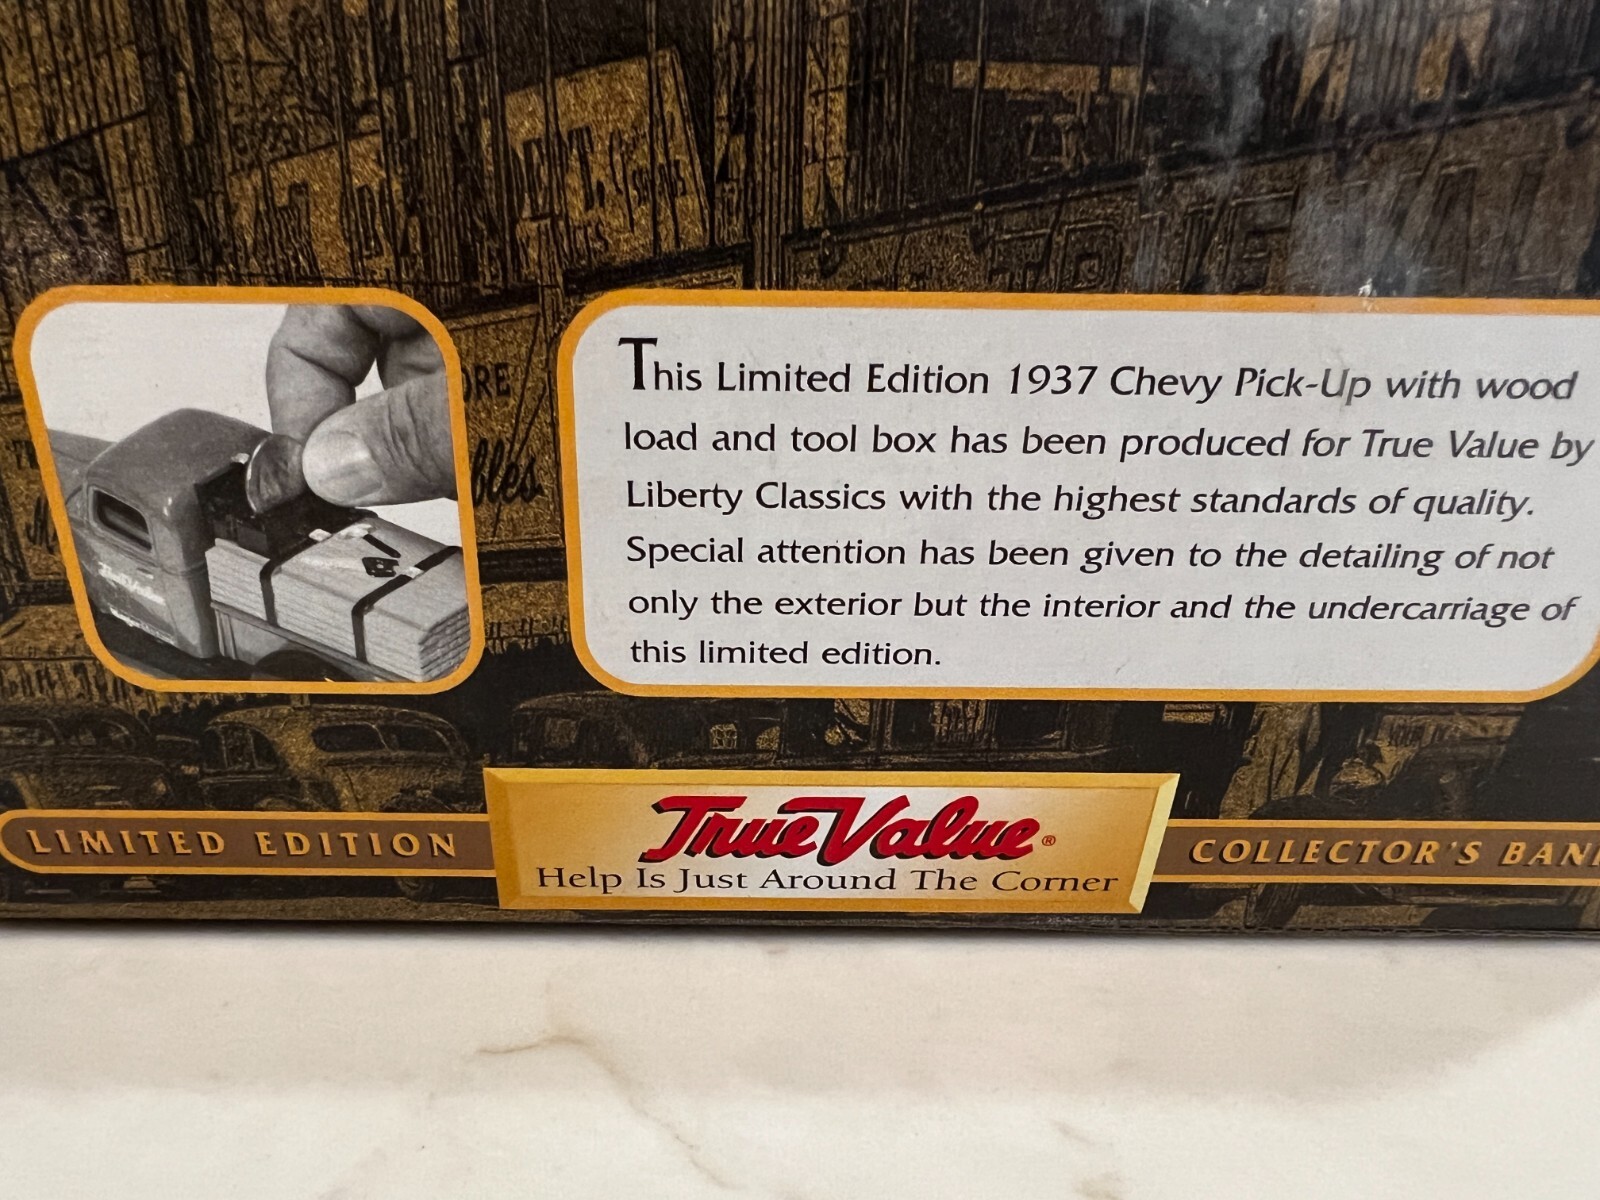 This Limited Edition 1937 Chevy Pick-Up with wood
load and tool box has been produced for True Value by
Liberty Classics with the highest standards of quality.
Special attention has been given to the detailing of not
only the exterior but the interior and the undercarriage of
this limited edition.
LIMITED EDITION
True Value®
Help Is Just Around The Corner
COLLECTOR'S